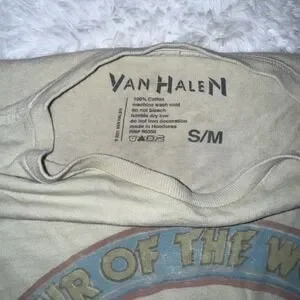 VAN HALEN
100% Cotton
machine wash cold
do not bleach
tumble dry low
do not iron decoration
made in Honduras
S/M
UR OF THE W